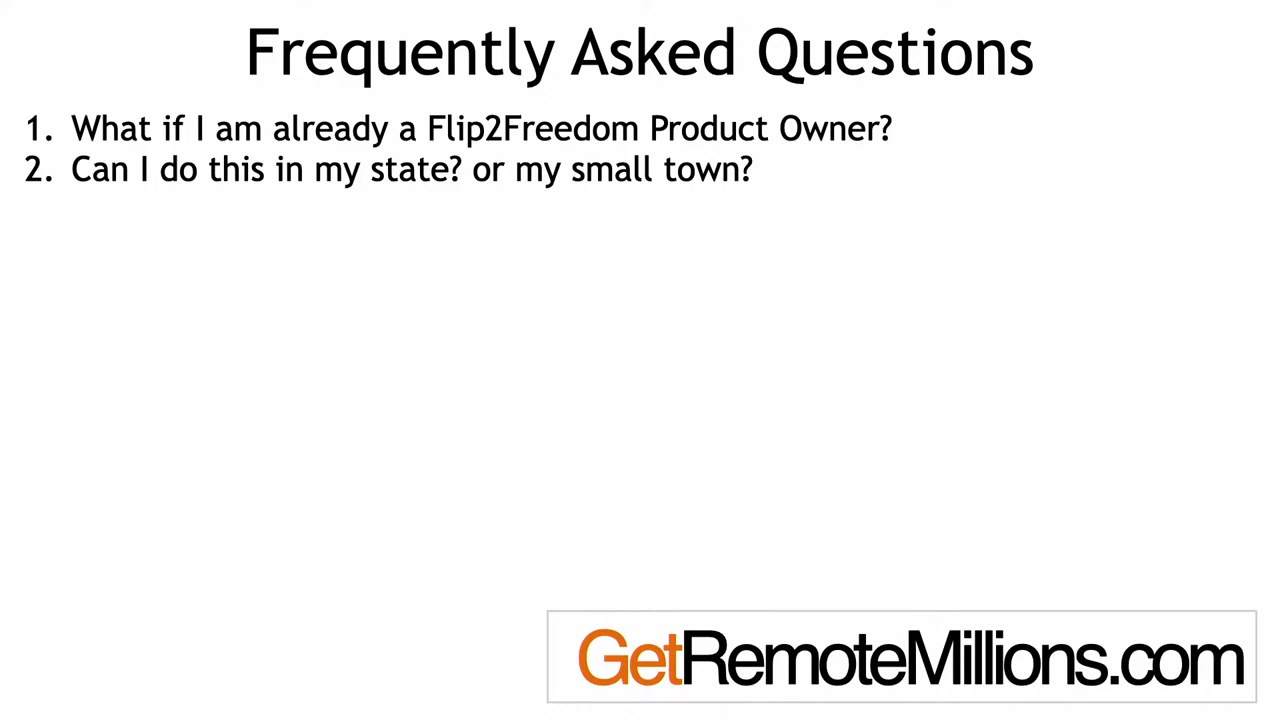 Frequently Asked Questions
1. What if I am already a Flip2Freedom Product Owner?
2. Can I do this in my state? or my small town?
GetRemoteMillions.com